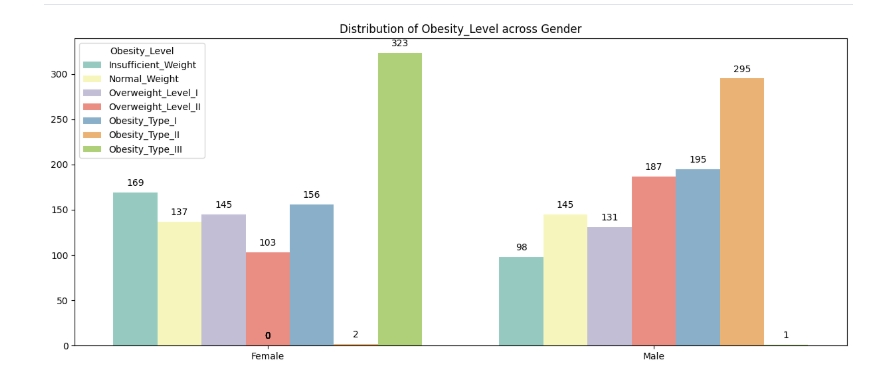 Distribution of Obesity_Level across Gender
Obesity_Level
Insufficient_Weight
Normal_Weight
Overweight_Level_I
Overweight_Level_II
Obesity_Type_I
Obesity_Type_II
Obesity_Type_III
300
250
200
150
100
50
0
169
137
145
103
0
156
2
323
98
145
131
187
195
295
1
Female
Male